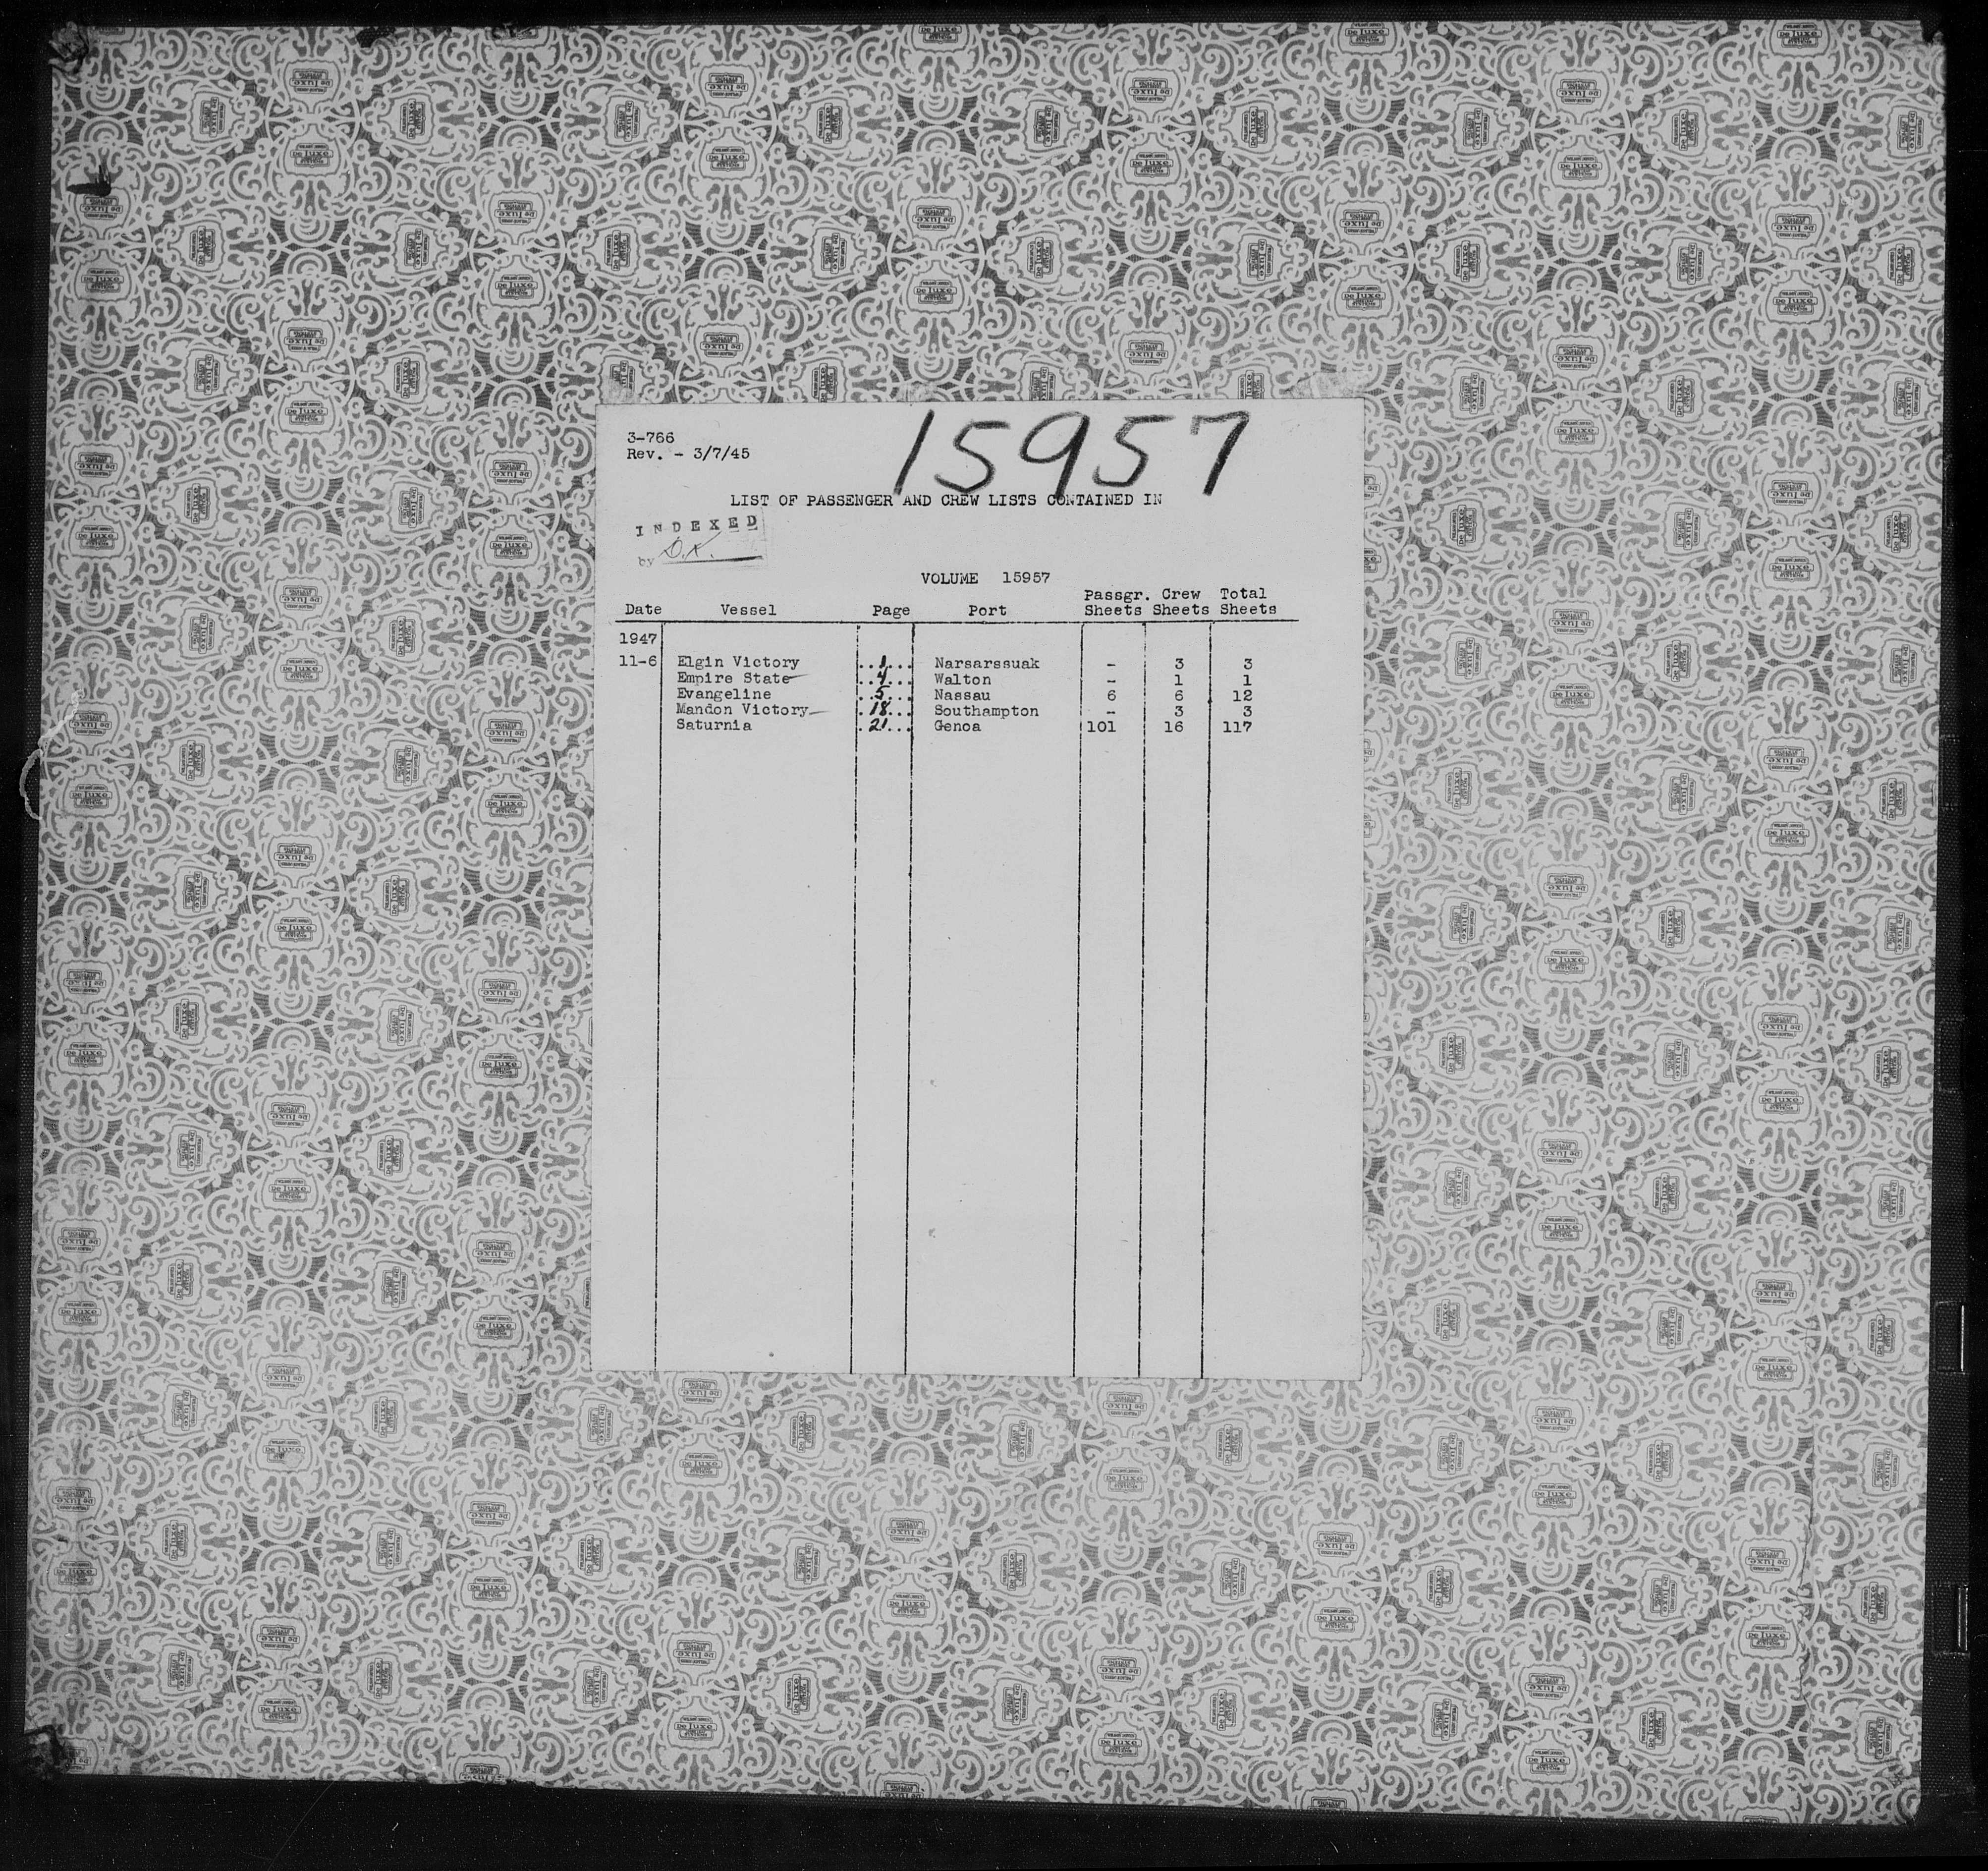 15957
3-766
Rev. - 3/7/45
LIST OF PASSENGER AND CREW LISTS CONTAINED IN
INDEXED
by D.K.
VOLUME 15957
Date Vessel Page Port Passgr. Sheets Crew Sheets Total Sheets
1947
11-6 Elgin Victory ..1... Narsarssuak - 3 3
Empire State ..4... Walton - 1 1
Evangeline ..5... Nassau 6 6 12
Mandon Victory .18... Southampton - 3 3
Saturnia .21... Genoa 101 16 117